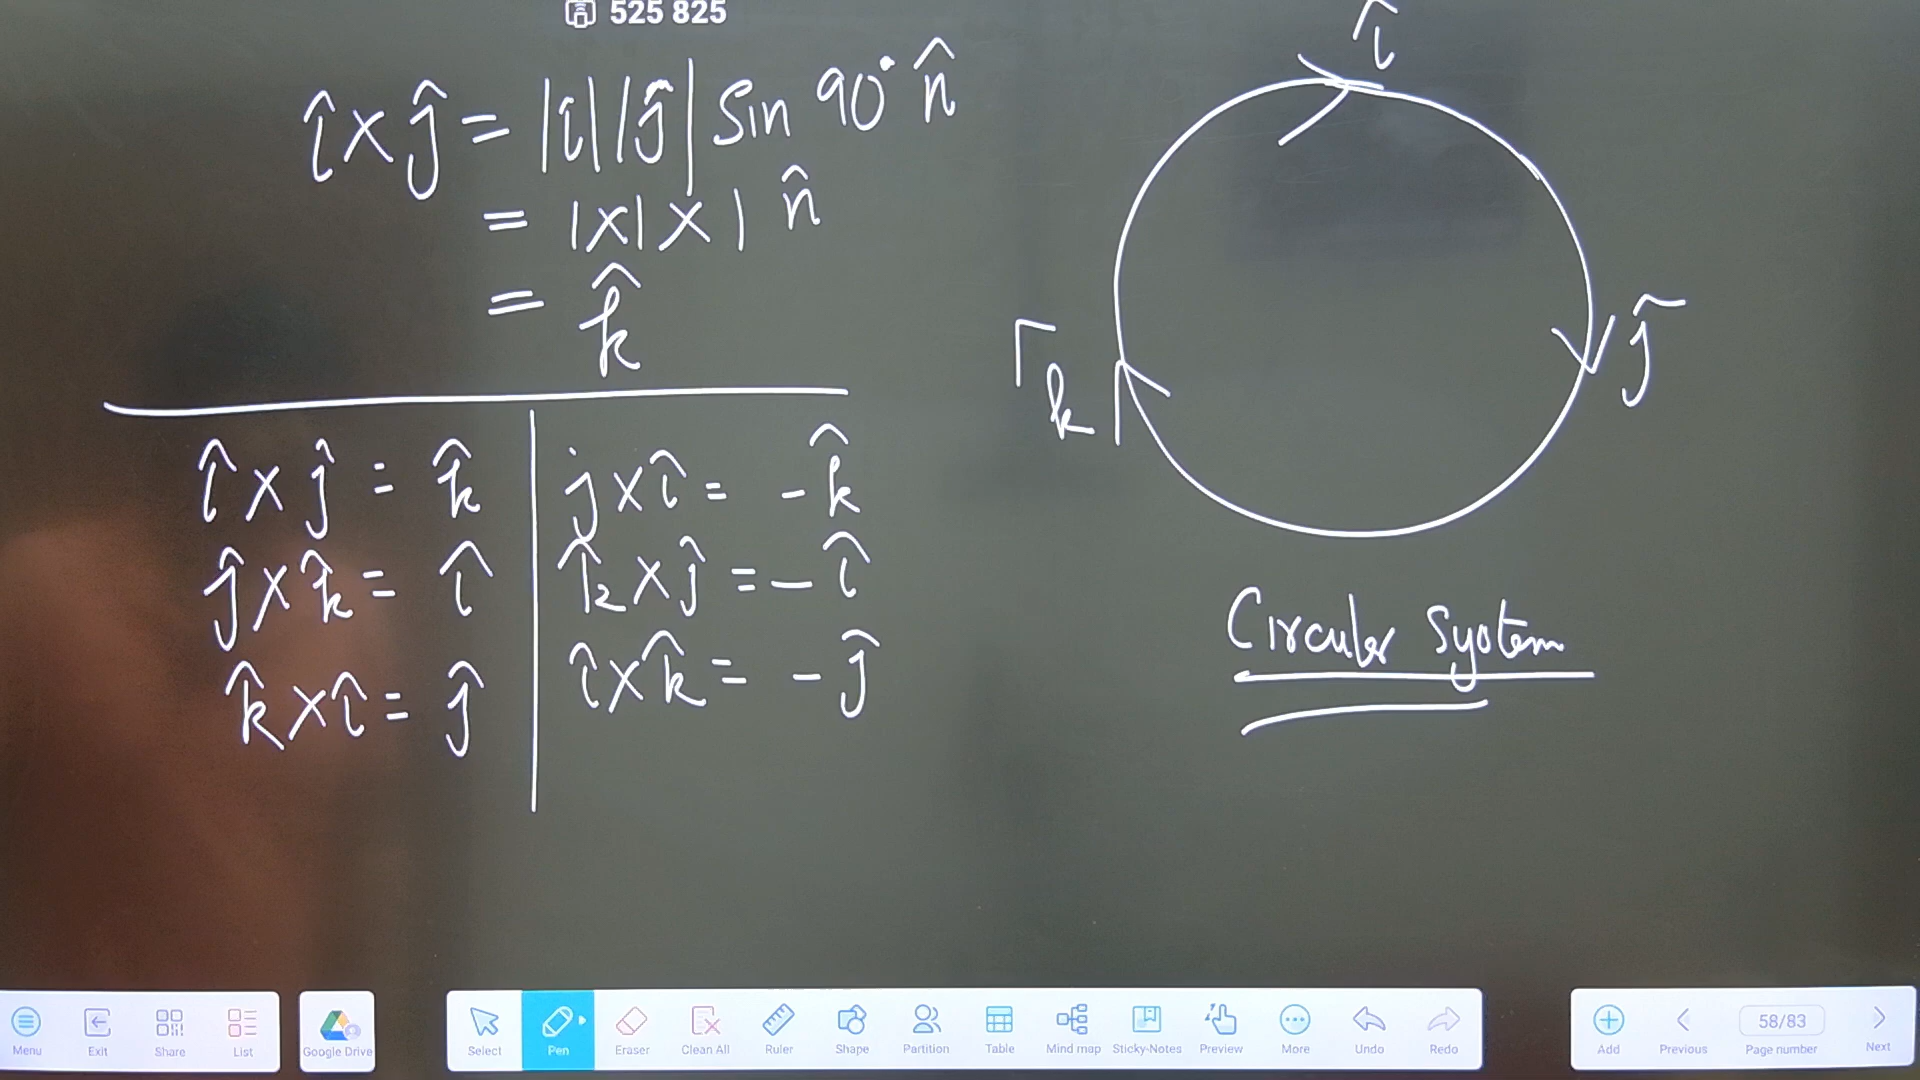 525 825
î × ĵ = |î| |ĵ| sin 90° n̂
= 1×1×1 n̂
= k̂
î × ĵ = k̂
ĵ × k̂ = î
k̂ × î = ĵ
j × î = -k̂
k̂ × ĵ = -î
î × k̂ = -ĵ
î
ĵ
k̂
Circular System
Menu Exit Share List Google Drive Select Pen Eraser Clean All Ruler Shape Partition Table Mind map Sticky-Notes Preview More Undo Redo Add Previous 58/83 Page number Next